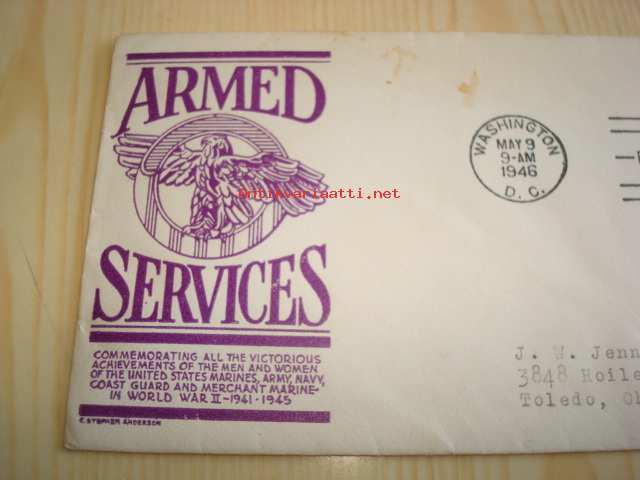 ARMED
SERVICES
COMMEMORATING ALL THE VICTORIOUS
ACHIEVEMENTS OF THE MEN AND WOMEN
OF THE UNITED STATES MARINES, ARMY, NAVY,
COAST GUARD AND MERCHANT MARINE-
IN WORLD WAR II - 1941 - 1945
C. STEPHEN ANDERSON
WASHINGTON
MAY 9
9-AM
1946
D. C.
Antikvariaatti.net
J. W. Jenn
3848 Hoile
Toledo, Oh